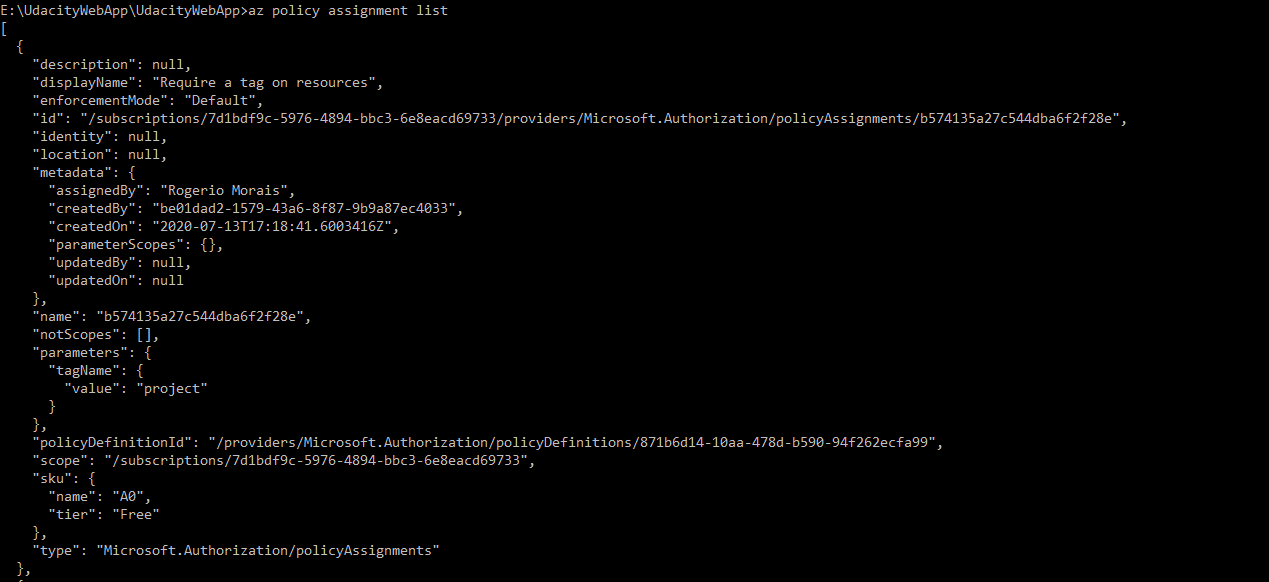 E:\UdacityWebApp\UdacityWebApp>az policy assignment list
[
  {
    "description": null,
    "displayName": "Require a tag on resources",
    "enforcementMode": "Default",
    "id": "/subscriptions/7d1bdf9c-5976-4894-bbc3-6e8eacd69733/providers/Microsoft.Authorization/policyAssignments/b574135a27c544dba6f2f28e",
    "identity": null,
    "location": null,
    "metadata": {
      "assignedBy": "Rogerio Morais",
      "createdBy": "be01dad2-1579-43a6-8f87-9b9a87ec4033",
      "createdOn": "2020-07-13T17:18:41.6003416Z",
      "parameterScopes": {},
      "updatedBy": null,
      "updatedOn": null
    },
    "name": "b574135a27c544dba6f2f28e",
    "notScopes": [],
    "parameters": {
      "tagName": {
        "value": "project"
      }
    },
    "policyDefinitionId": "/providers/Microsoft.Authorization/policyDefinitions/871b6d14-10aa-478d-b590-94f262ecfa99",
    "scope": "/subscriptions/7d1bdf9c-5976-4894-bbc3-6e8eacd69733",
    "sku": {
      "name": "A0",
      "tier": "Free"
    },
    "type": "Microsoft.Authorization/policyAssignments"
  },